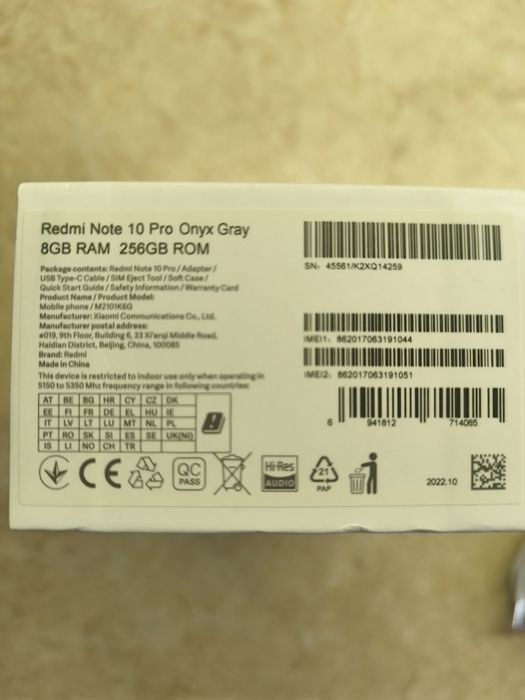 Redmi Note 10 Pro Onyx Gray
8GB RAM 256GB ROM
Package contents: Redmi Note 10 Pro / Adapter /
USB Type-C Cable / SIM Eject Tool / Soft Case /
Quick Start Guide / Safety Information / Warranty Card
Product Name / Product Model:
Mobile phone / M2101K6G
Manufacturer: Xiaomi Communications Co., Ltd.
Manufacturer postal address:
#019, 9th Floor, Building 6, 33 Xi'erqi Middle Road,
Haidian District, Beijing, China, 100085
Brand: Redmi
Made in China
This device is restricted to indoor use only when operating in
5150 to 5350 Mhz frequency range in following countries:
AT BE BG HR CY CZ DK
EE FI FR DE EL HU IE
IT LV LT LU MT NL PL
PT RO SK SI ES SE UK(NI)
IS LI NO CH TR
CE
QC
PASS
Hi-Res
AUDIO
21
PAP
SN: 45561/K2XQ14259
IMEI1: 862017063191044
IMEI2: 862017063191051
6 941812 714065
2022.10